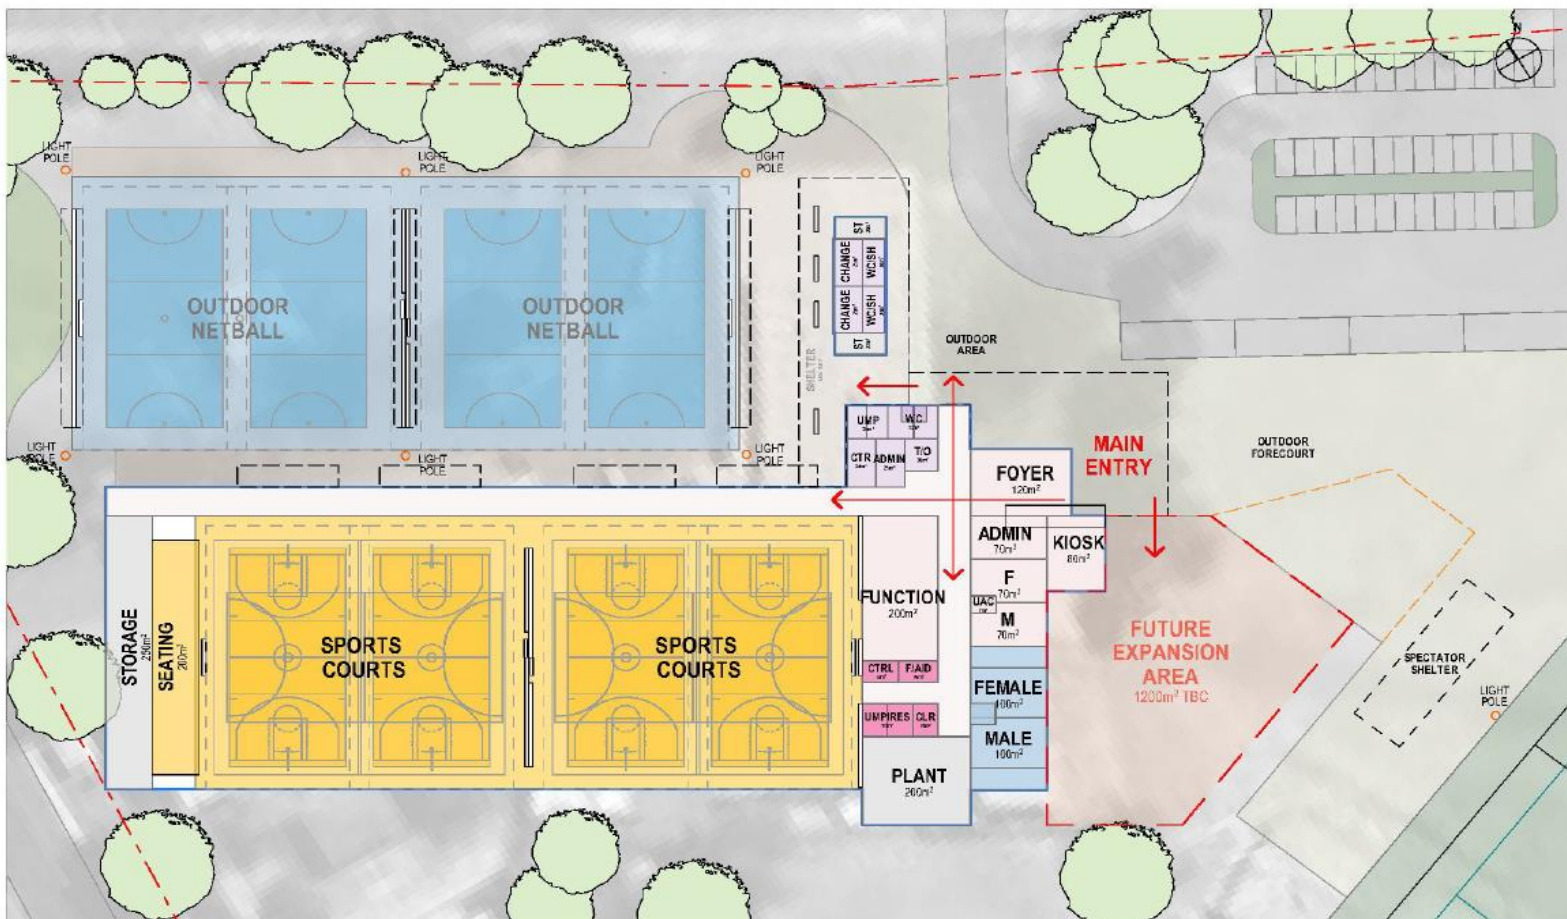 N
LIGHT
POLE
LIGHT
POLE
LIGHT
POLE
ST
CHANGE
WC/SH
CHANGE
WC/SH
ST
SHELTER
OUTDOOR
NETBALL
OUTDOOR
NETBALL
OUTDOOR
AREA
LIGHT
POLE
LIGHT
POLE
LIGHT
POLE
UMP
W.C.
CTR
ADMIN
T/O
MAIN
ENTRY
OUTDOOR
FORECOURT
FOYER
120m²
ADMIN
70m²
KIOSK
80m²
F
70m²
UAC
M
70m²
FUNCTION
200m²
STORAGE
250m²
SEATING
200m²
SPORTS
COURTS
SPORTS
COURTS
CTRL
F/AID
UMPIRES
CLR
FEMALE
100m²
MALE
100m²
PLANT
200m²
FUTURE
EXPANSION
AREA
1200m² TBC
SPECTATOR
SHELTER
LIGHT
POLE